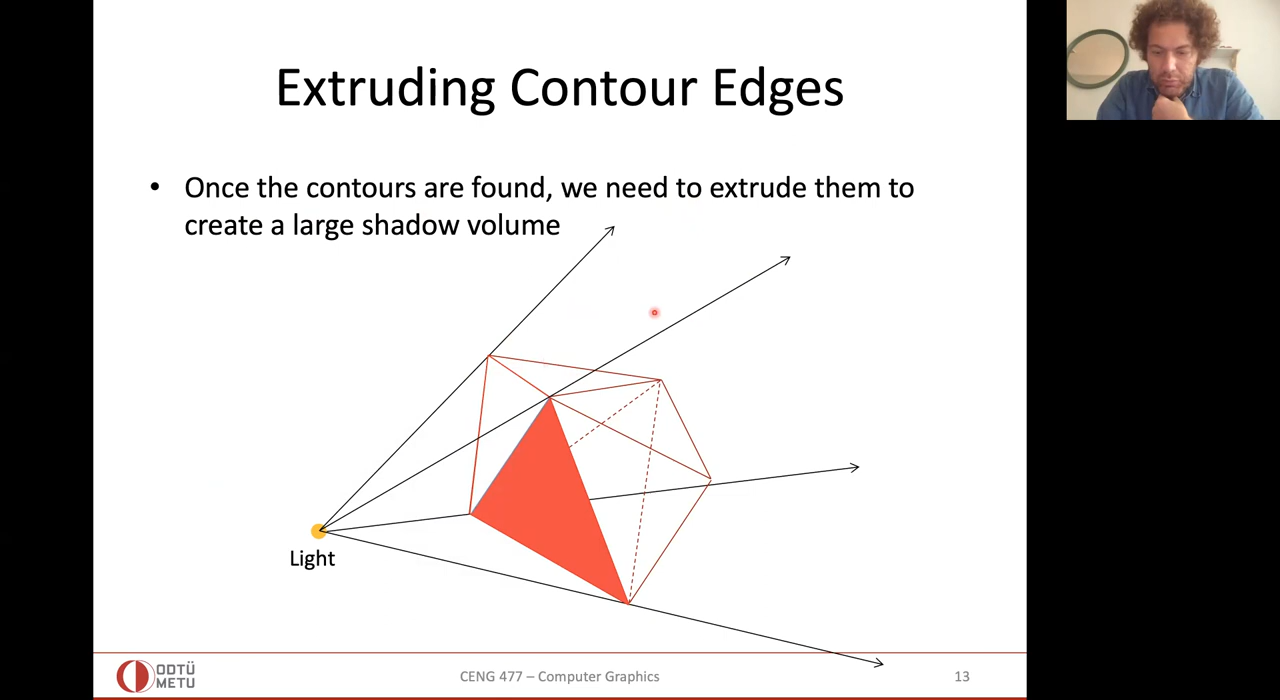 Extruding Contour Edges
• Once the contours are found, we need to extrude them to
create a large shadow volume
Light
ODTÜ
METU
CENG 477 – Computer Graphics
13